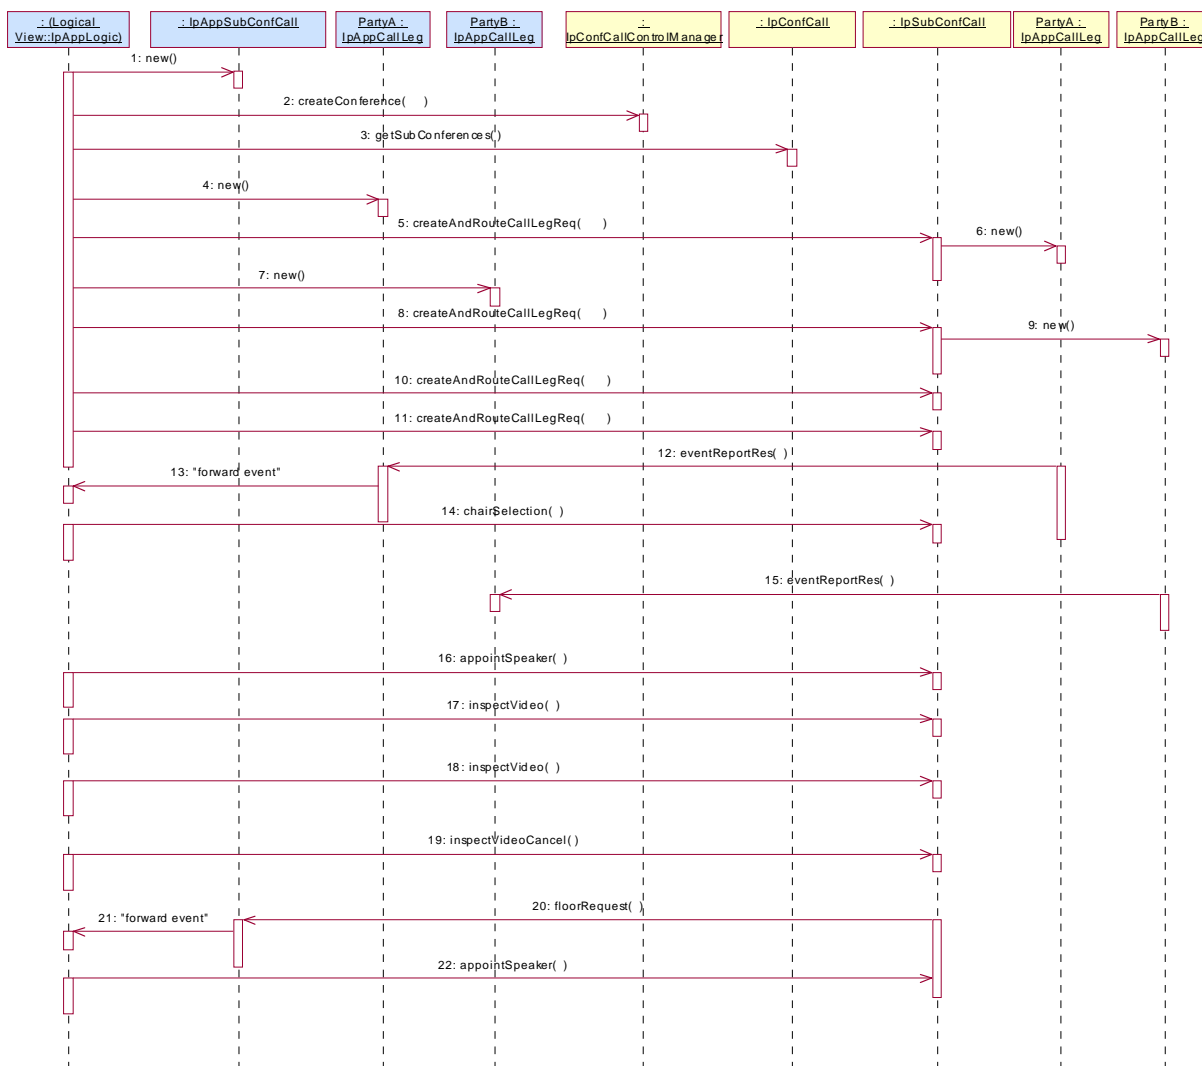 : (Logical
View::IpAppLogic)
: IpAppSubConfCall
PartyA :
IpAppCallLeg
PartyB :
IpAppCallLeg
:
IpConfCallControlManager
: IpConfCall
: IpSubConfCall
PartyA :
IpAppCallLeg
PartyB :
IpAppCallLeg
1: new()
2: createConference( )
3: getSubConferences( )
4: new()
5: createAndRouteCallLegReq( )
6: new()
7: new()
8: createAndRouteCallLegReq( )
9: new()
10: createAndRouteCallLegReq( )
11: createAndRouteCallLegReq( )
12: eventReportRes( )
13: "forward event"
14: chairSelection( )
15: eventReportRes( )
16: appointSpeaker( )
17: inspectVideo( )
18: inspectVideo( )
19: inspectVideoCancel( )
20: floorRequest( )
21: "forward event"
22: appointSpeaker( )